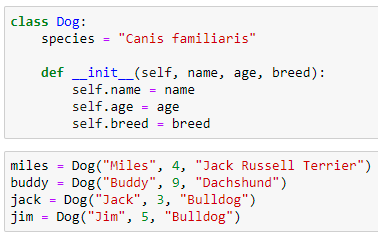 class Dog:
    species = "Canis familiaris"
    def __init__(self, name, age, breed):
        self.name = name
        self.age = age
        self.breed = breed
miles = Dog("Miles", 4, "Jack Russell Terrier")
buddy = Dog("Buddy", 9, "Dachshund")
jack = Dog("Jack", 3, "Bulldog")
jim = Dog("Jim", 5, "Bulldog")